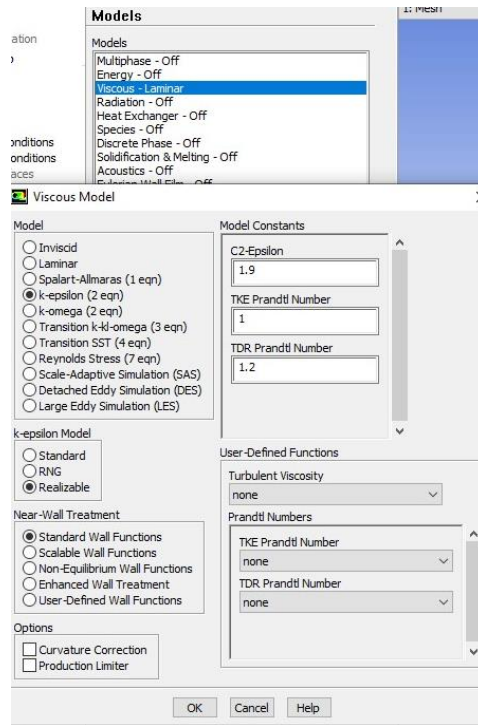 Models
1: Mesh
ation
Models
Multiphase - Off
Energy - Off
Viscous - Laminar
Radiation - Off
Heat Exchanger - Off
Species - Off
Discrete Phase - Off
Solidification & Melting - Off
Acoustics - Off
Eulerian Wall Film - Off
onditions
onditions
aces
Viscous Model
Model
Inviscid
Laminar
Spalart-Allmaras (1 eqn)
k-epsilon (2 eqn)
k-omega (2 eqn)
Transition k-kl-omega (3 eqn)
Transition SST (4 eqn)
Reynolds Stress (7 eqn)
Scale-Adaptive Simulation (SAS)
Detached Eddy Simulation (DES)
Large Eddy Simulation (LES)
k-epsilon Model
Standard
RNG
Realizable
Near-Wall Treatment
Standard Wall Functions
Scalable Wall Functions
Non-Equilibrium Wall Functions
Enhanced Wall Treatment
User-Defined Wall Functions
Options
Curvature Correction
Production Limiter
Model Constants
C2-Epsilon
1.9
TKE Prandtl Number
1
TDR Prandtl Number
1.2
User-Defined Functions
Turbulent Viscosity
none
Prandtl Numbers
TKE Prandtl Number
none
TDR Prandtl Number
none
OK Cancel Help